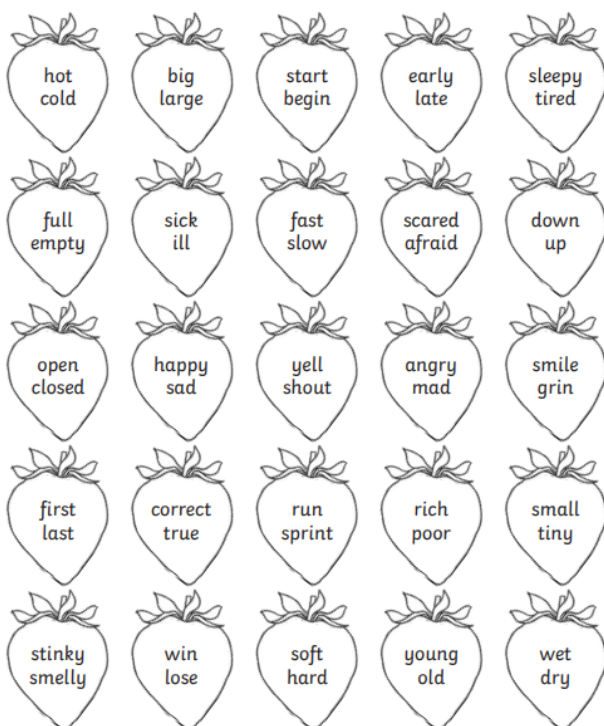 hot
cold
big
large
start
begin
early
late
sleepy
tired
full
empty
sick
ill
fast
slow
scared
afraid
down
up
open
closed
happy
sad
yell
shout
angry
mad
smile
grin
first
last
correct
true
run
sprint
rich
poor
small
tiny
stinky
smelly
win
lose
soft
hard
young
old
wet
dry